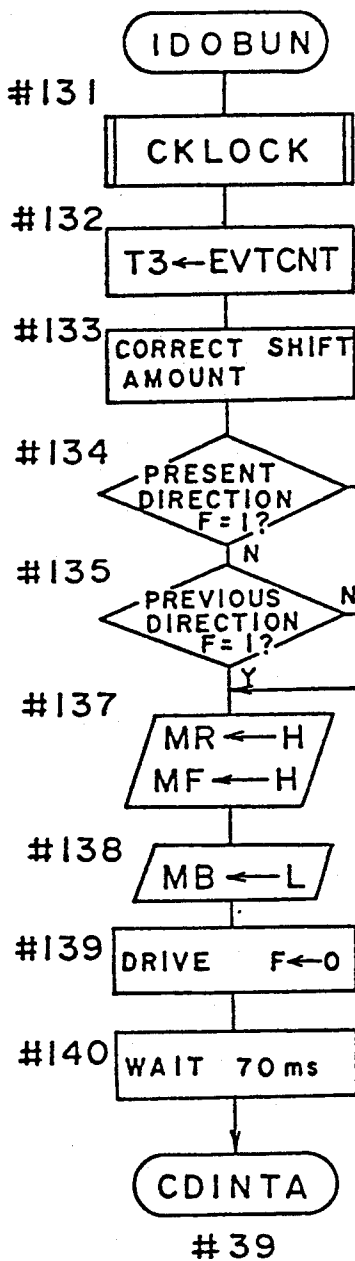 IDOBUN
#131
CKLOCK
#132
T3←EVTCNT
#133
CORRECT SHIFT
AMOUNT
#134
PRESENT
DIRECTION
F=1?
N
#135
PREVIOUS
DIRECTION
F=1?
N
Y
#137
MR←H
MF←H
#138
MB←L
#139
DRIVE F←0
#140
WAIT 70ms
CDINTA
#39